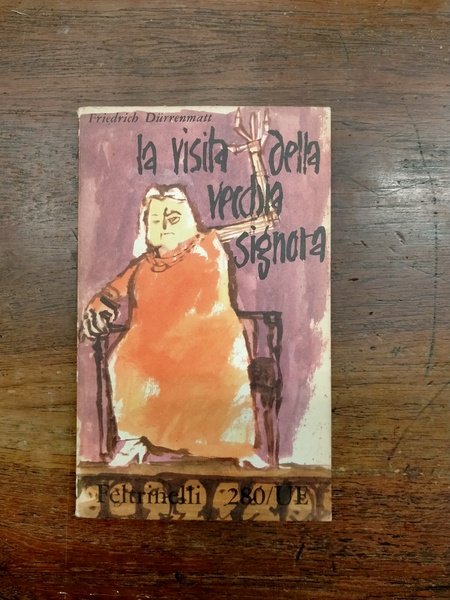 Friedrich Dürrenmatt
la visita della
vecchia
signora
Feltrinelli 280/UE